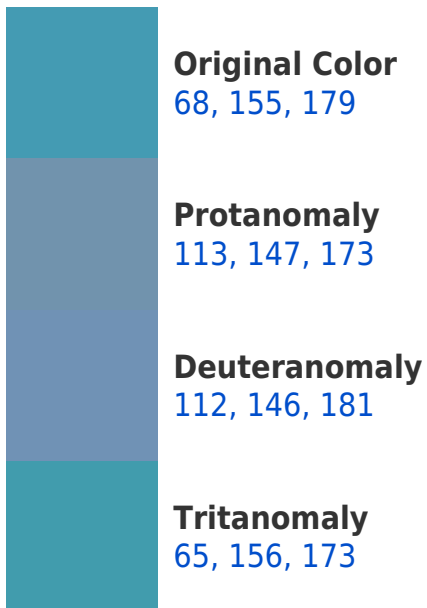 Original Color
68, 155, 179
Protanomaly
113, 147, 173
Deuteranomaly
112, 146, 181
Tritanomaly
65, 156, 173